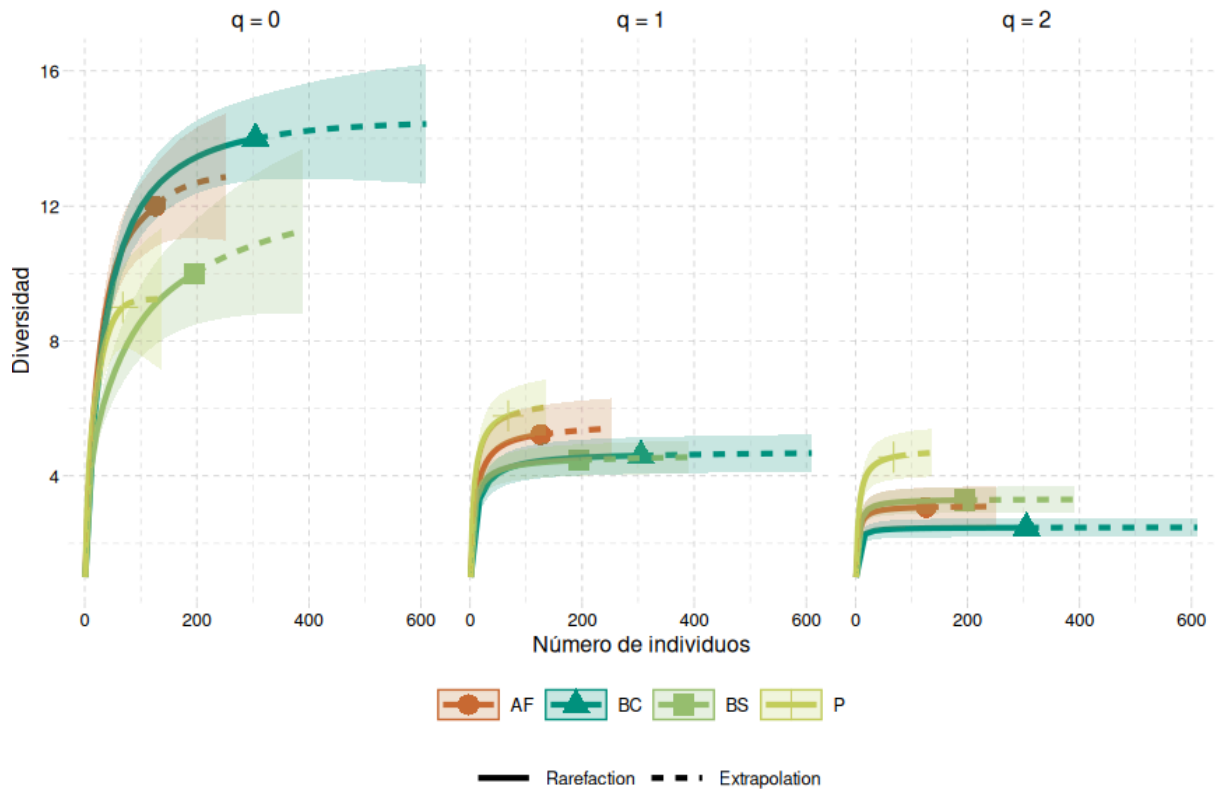 q = 0 q = 1 q = 2
16
12
8
4
Diversidad
0 200 400 600 0 200 400 600 0 200 400 600
Número de individuos
AF BC BS P
Rarefaction Extrapolation